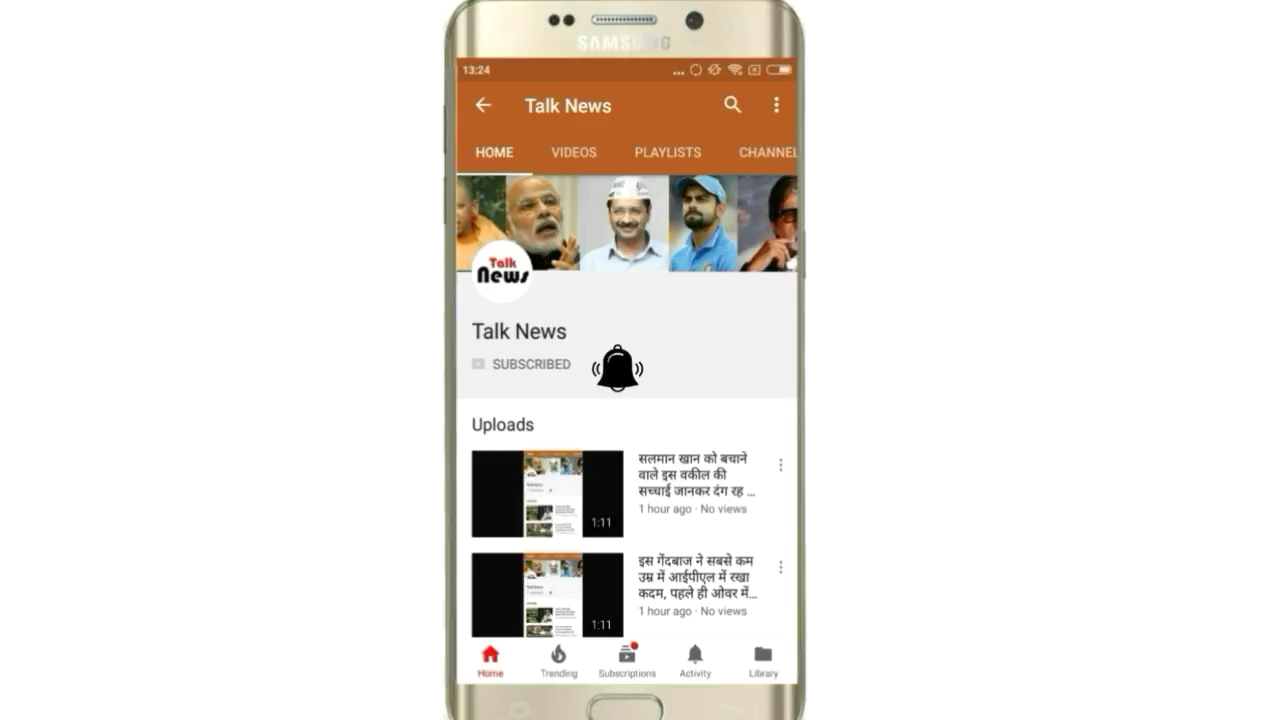 SAMSUNG
13:24
Talk News
HOME VIDEOS PLAYLISTS CHANNEL
Talk
News
Talk News
SUBSCRIBED
Uploads
सलमान खान को बचाने
वाले इस वकील की
सच्चाई जानकर दंग रह ...
1 hour ago · No views
1:11
इस गेंदबाज ने सबसे कम
उम्र में आईपीएल में रखा
कदम, पहले ही ओवर में...
1 hour ago · No views
1:11
Home Trending Subscriptions Activity Library